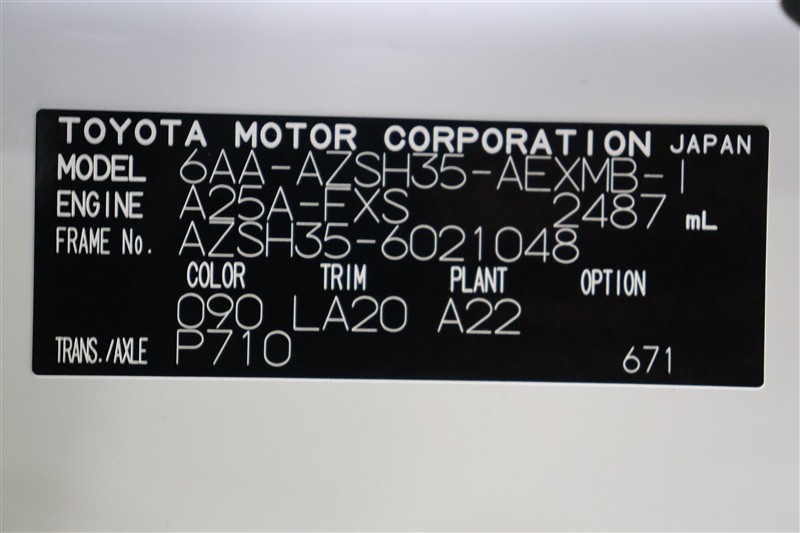 TOYOTA MOTOR CORPORATION JAPAN
MODEL 6AA-AZSH35-AEXMB-I
ENGINE A25A-FXS 2487 mL
FRAME No. AZSH35-6021048
COLOR TRIM PLANT OPTION
090 LA20 A22
TRANS./AXLE P710 671